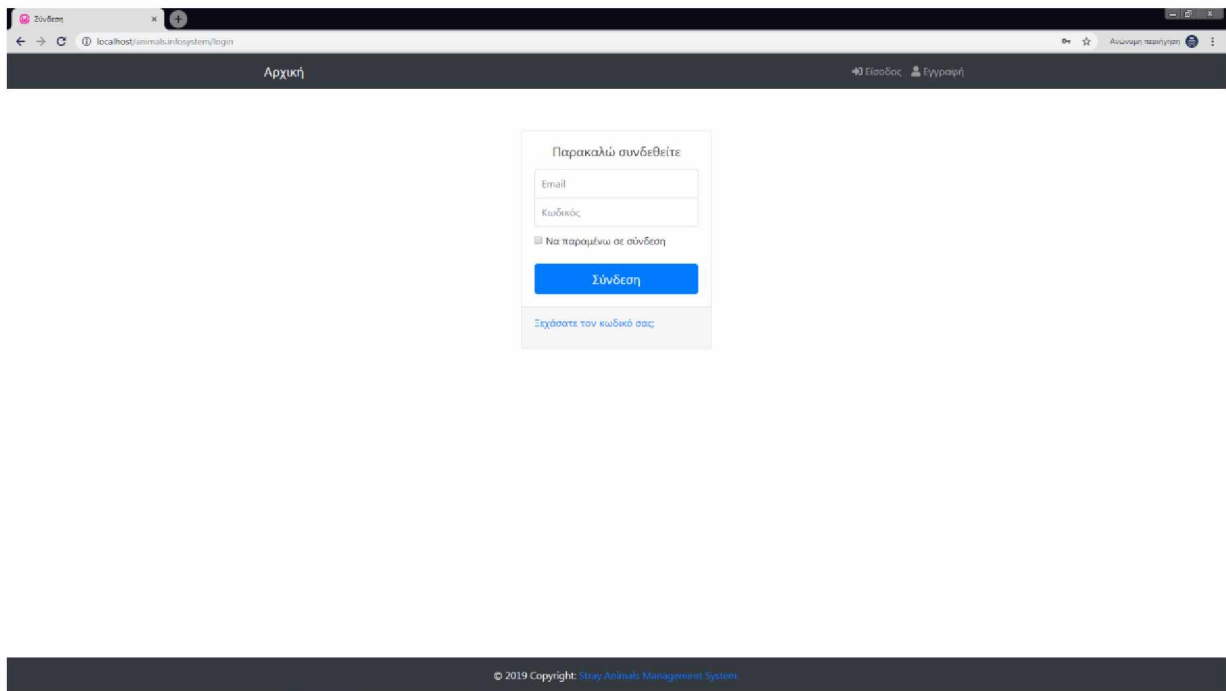 Σύνδεση
localhost/animals.infosystem/login
Ανώνυμη περιήγηση
Αρχική
Είσοδος Εγγραφή
Παρακαλώ συνδεθείτε
Email
Κωδικός
Να παραμένω σε σύνδεση
Σύνδεση
Ξεχάσατε τον κωδικό σας;
© 2019 Copyright: Stray Animals Management System